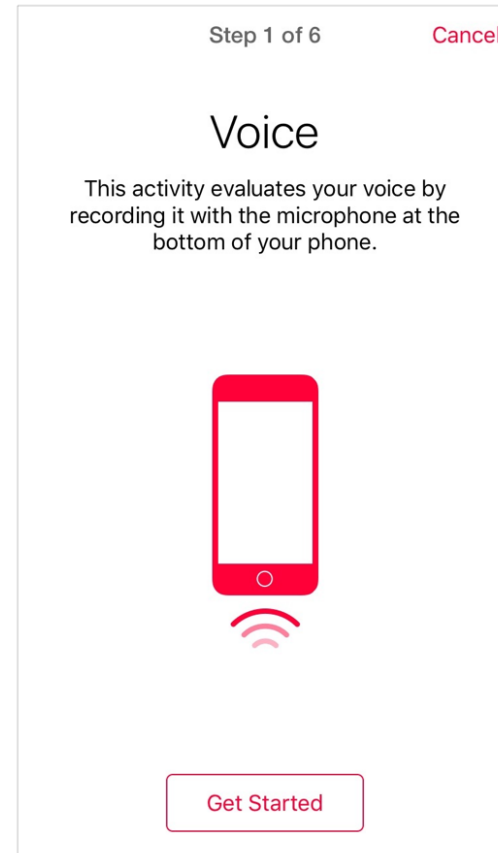 Step 1 of 6 Cancel
Voice
This activity evaluates your voice by
recording it with the microphone at the
bottom of your phone.
Get Started